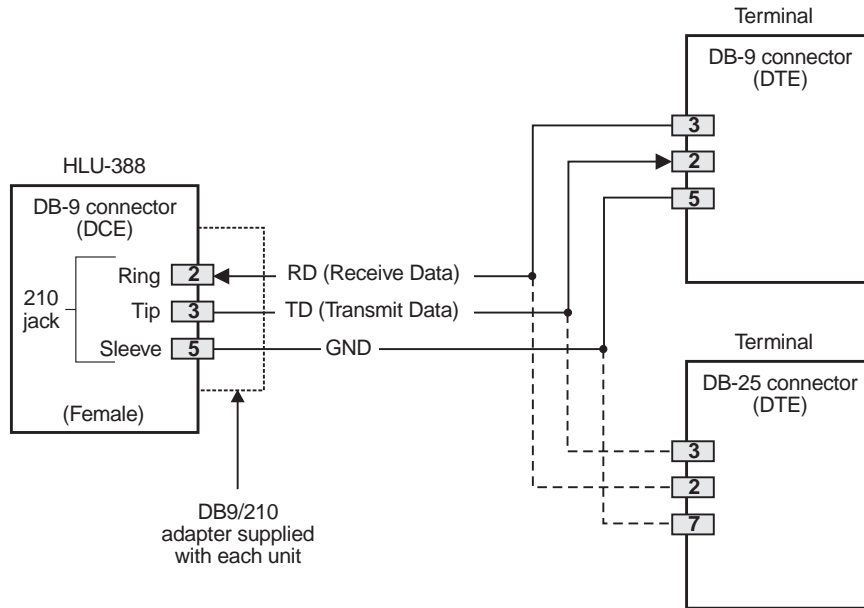 Terminal
DB-9 connector
(DTE)
3
2
5
HLU-388
DB-9 connector
(DCE)
210
jack
Ring
2
RD (Receive Data)
Tip
3
TD (Transmit Data)
Sleeve
5
GND
(Female)
DB9/210
adapter supplied
with each unit
Terminal
DB-25 connector
(DTE)
3
2
7